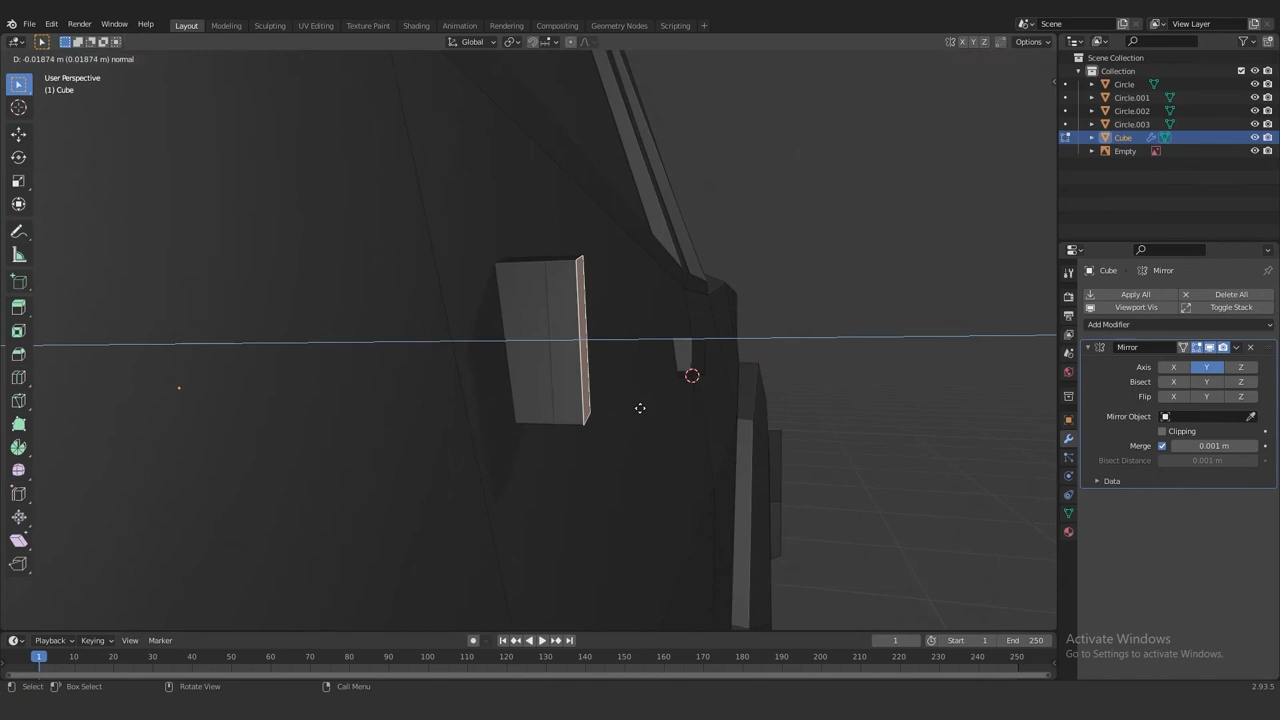 File Edit Render Window Help Layout Modeling Sculpting UV Editing Texture Paint Shading Animation Rendering Compositing Geometry Nodes Scripting + Scene View Layer
Global Options X Y Z
D: -0.01874 m (0.01874 m) normal
User Perspective
(1) Cube
Scene Collection
Collection
Circle
Circle.001
Circle.002
Circle.003
Cube
Empty
Cube Mirror
Apply All Delete All
Viewport Vis Toggle Stack
Add Modifier
Mirror
Axis X Y Z
Bisect X Y Z
Flip X Y Z
Mirror Object
Clipping
Merge 0.001 m
Bisect Distance 0.001 m
Data
Playback Keying View Marker 1 Start 1 End 250
1 10 20 30 40 50 60 70 80 90 100 110 120 130 140 150 160 170 180 190 200 210 220 230 240 250
Activate Windows
Go to Settings to activate Windows.
Select Box Select Rotate View Call Menu 2.93.5